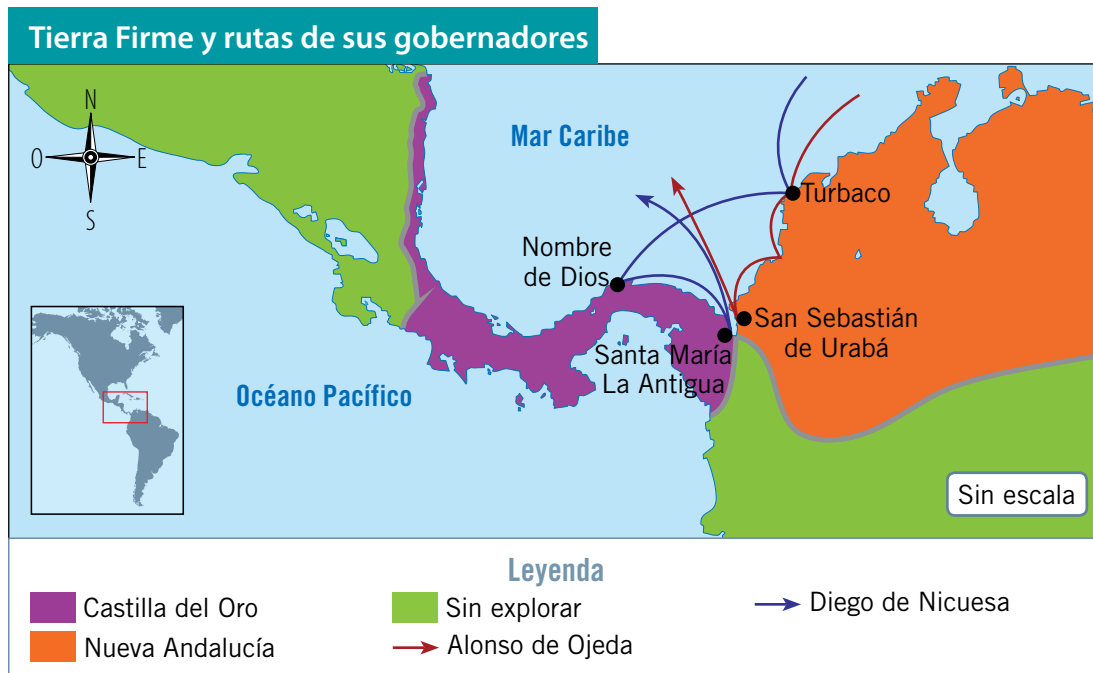 Tierra Firme y rutas de sus gobernadores
N
O
E
S
Mar Caribe
Turbaco
Nombre
de Dios
San Sebastián
de Urabá
Santa María
La Antigua
Océano Pacífico
Sin escala
Leyenda
Castilla del Oro
Sin explorar
Diego de Nicuesa
Nueva Andalucía
Alonso de Ojeda